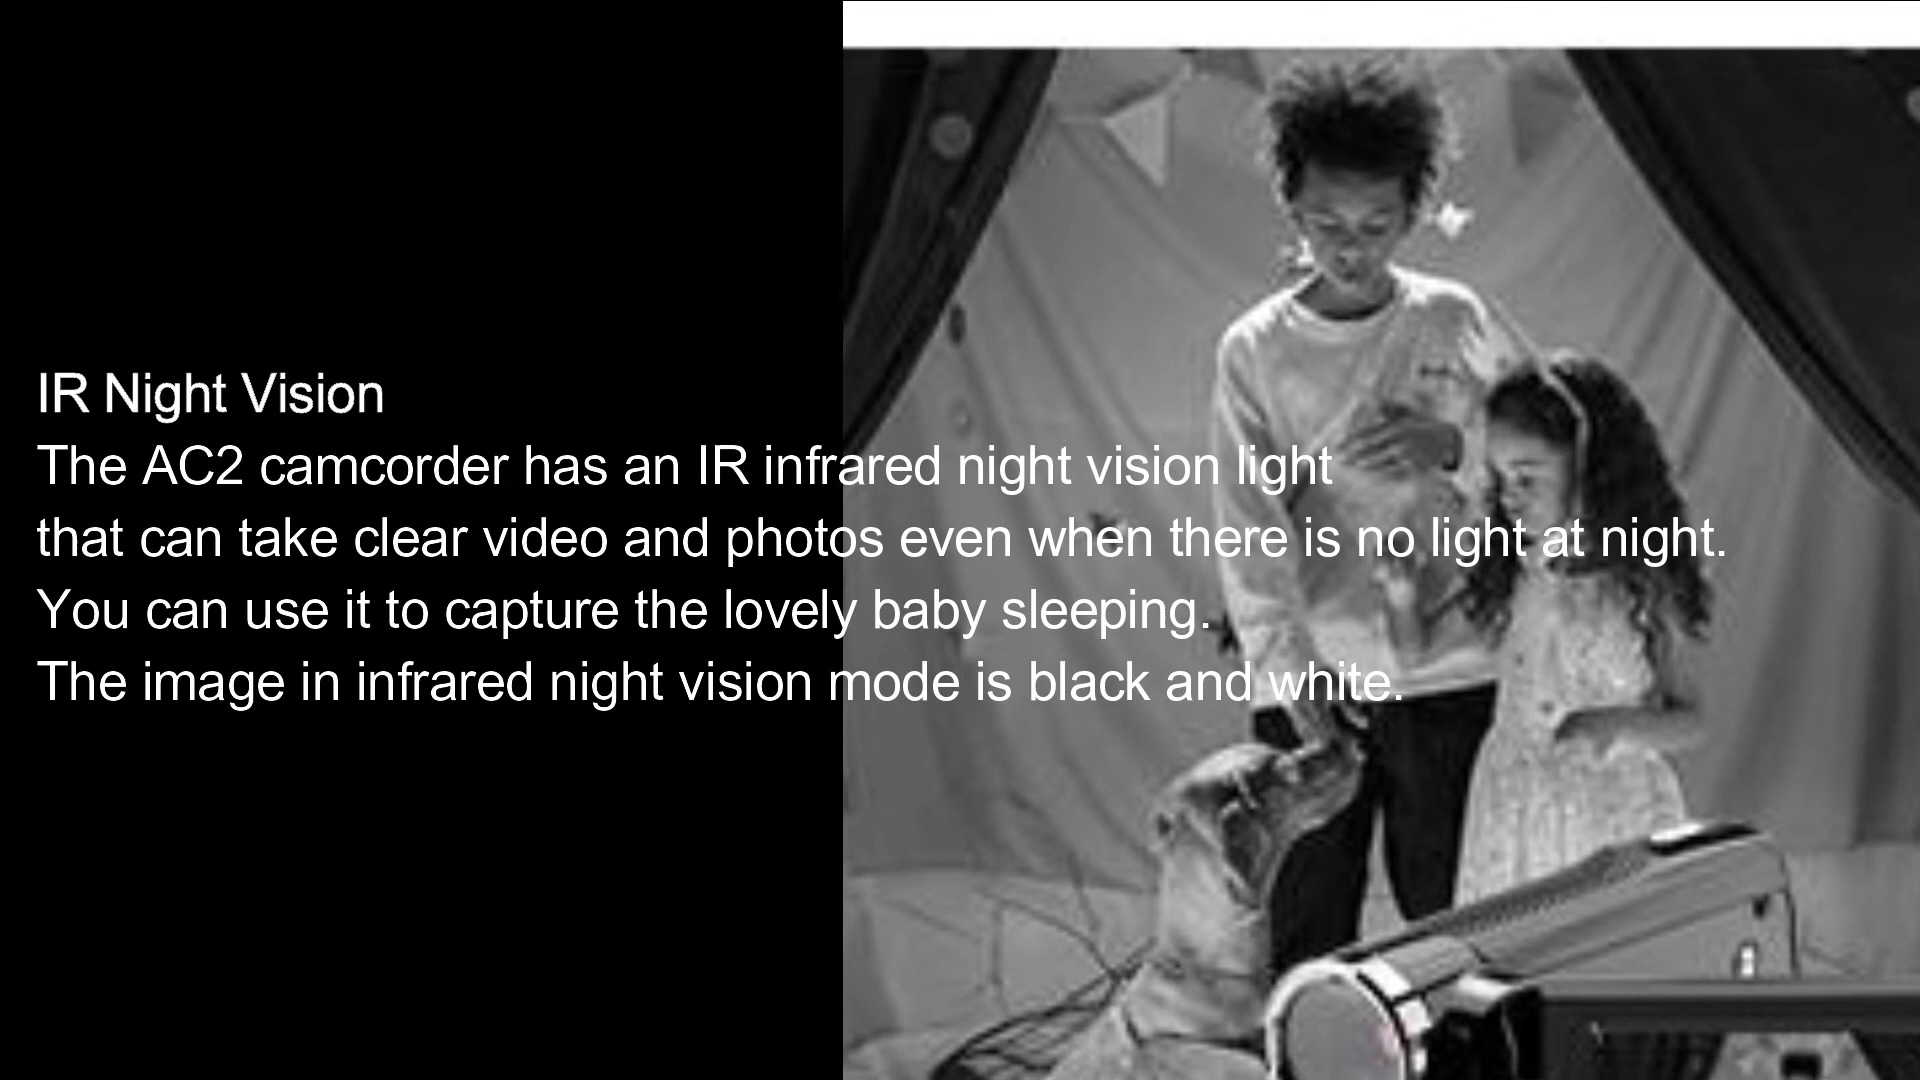 IR Night Vision
The AC2 camcorder has an IR infrared night vision light
that can take clear video and photos even when there is no light at night.
You can use it to capture the lovely baby sleeping.
The image in infrared night vision mode is black and white.